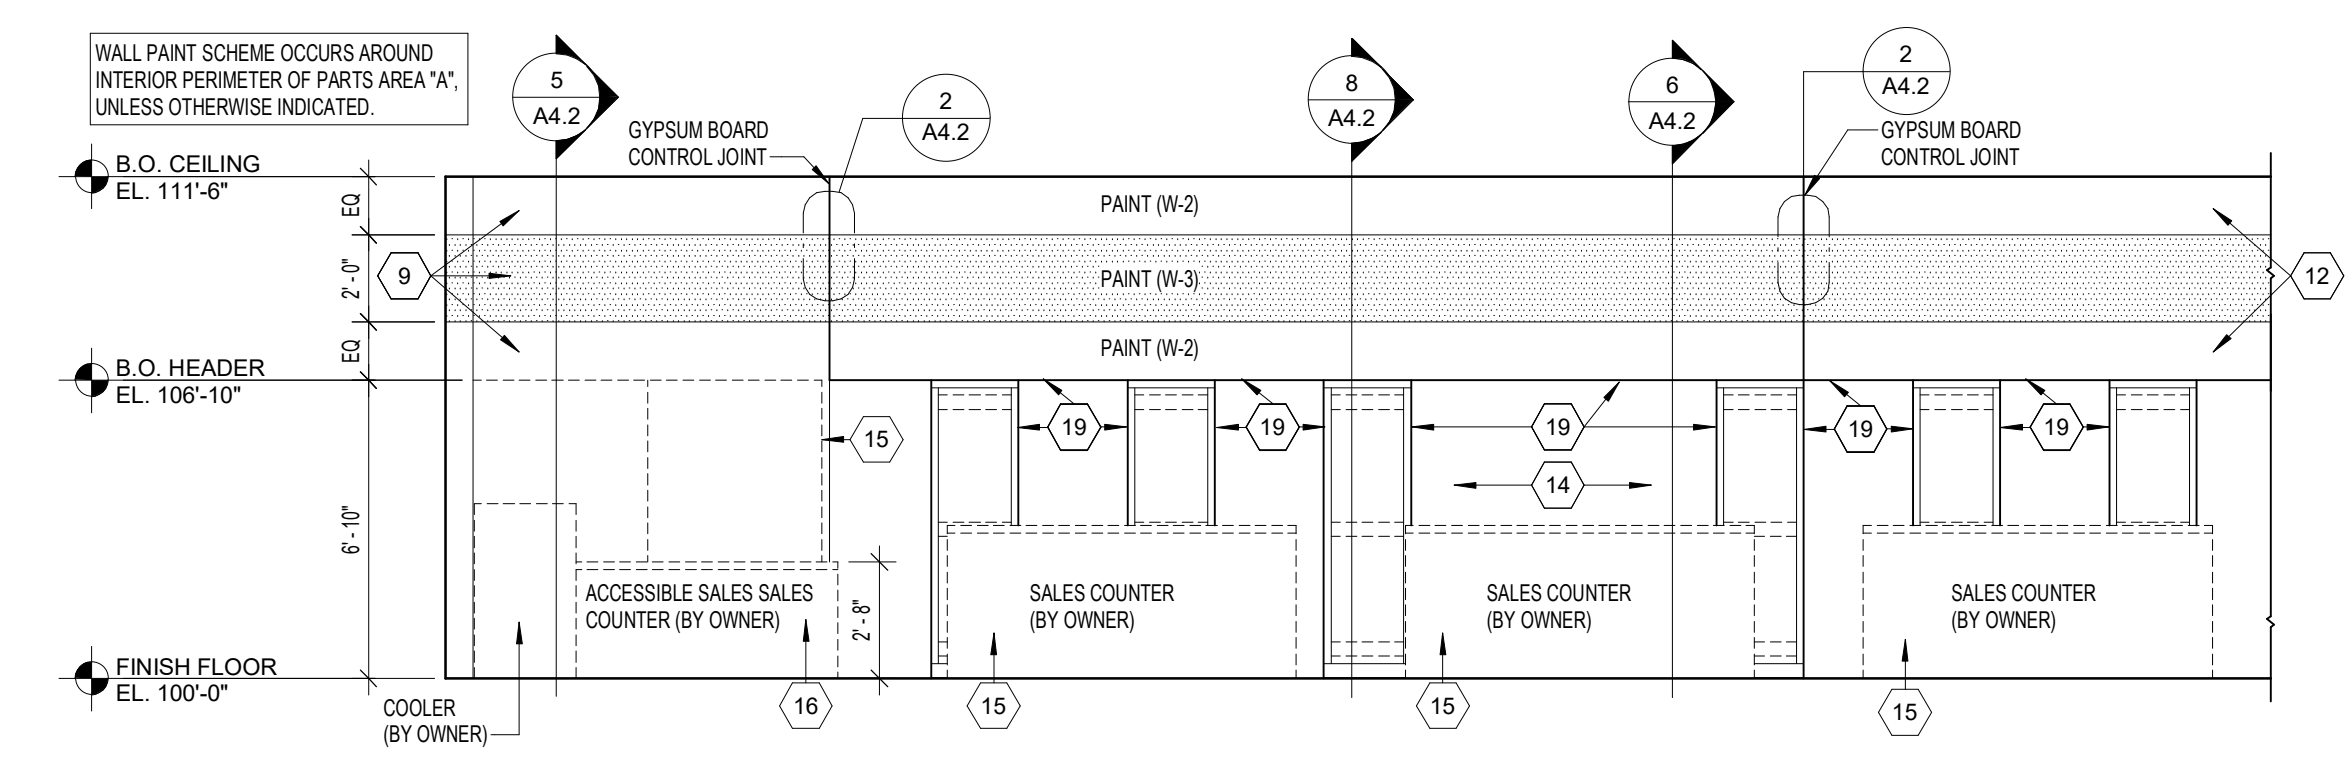 WALL PAINT SCHEME OCCURS AROUND
INTERIOR PERIMETER OF PARTS AREA "A",
UNLESS OTHERWISE INDICATED.
5
A4.2
2
A4.2
8
A4.2
6
A4.2
2
A4.2
GYPSUM BOARD
CONTROL JOINT
GYPSUM BOARD
CONTROL JOINT
B.O. CEILING
EL. 111'-6"
EQ
PAINT (W-2)
2' - 0"
9
PAINT (W-3)
12
EQ
PAINT (W-2)
B.O. HEADER
EL. 106'-10"
15
19
19
19
19
19
14
6' - 10"
ACCESSIBLE SALES SALES
COUNTER (BY OWNER)
2' - 8"
SALES COUNTER
(BY OWNER)
SALES COUNTER
(BY OWNER)
SALES COUNTER
(BY OWNER)
FINISH FLOOR
EL. 100'-0"
COOLER
(BY OWNER)
16
15
15
15